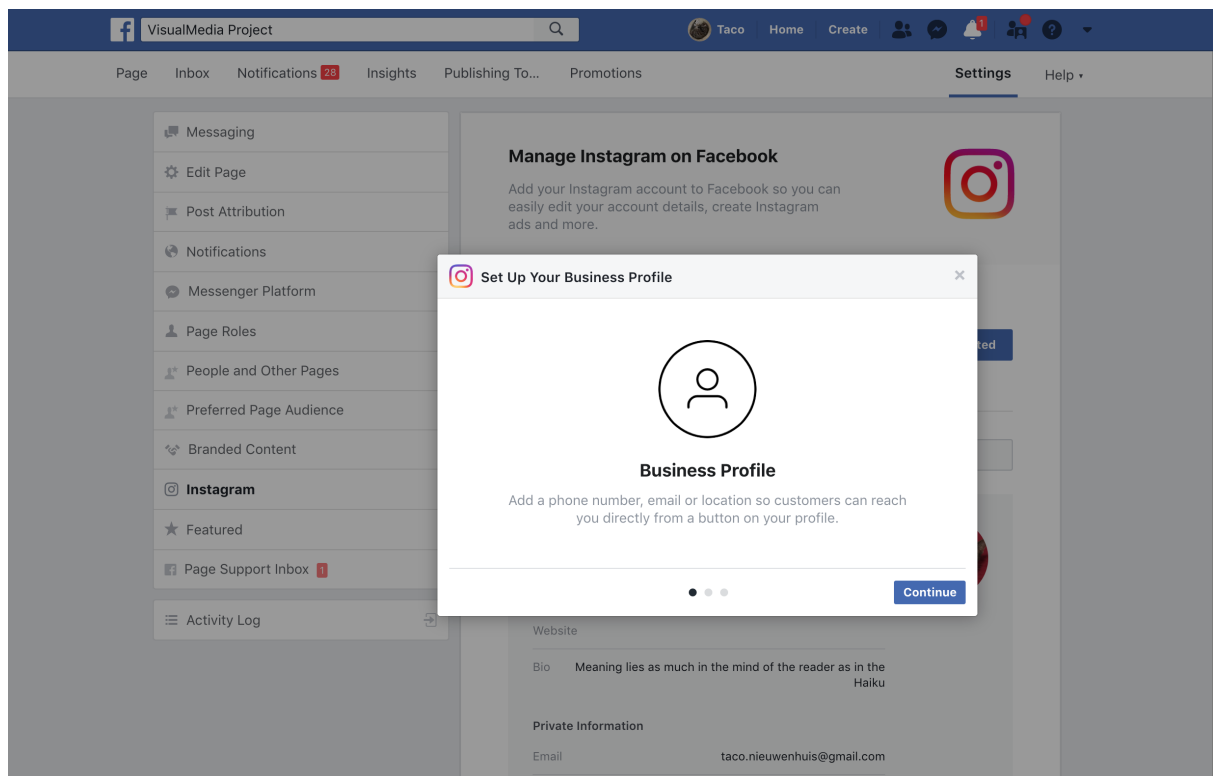 VisualMedia Project
Taco
Home
Create
1
Page
Inbox
Notifications 28
Insights
Publishing To...
Promotions
Settings
Help
Messaging
Edit Page
Post Attribution
Notifications
Messenger Platform
Page Roles
People and Other Pages
Preferred Page Audience
Branded Content
Instagram
Featured
Page Support Inbox 1
Activity Log
Manage Instagram on Facebook
Add your Instagram account to Facebook so you can
easily edit your account details, create Instagram
ads and more.
Set Up Your Business Profile
Business Profile
Add a phone number, email or location so customers can reach
you directly from a button on your profile.
Continue
Website
Bio Meaning lies as much in the mind of the reader as in the
Haiku
Private Information
Email taco.nieuwenhuis@gmail.com